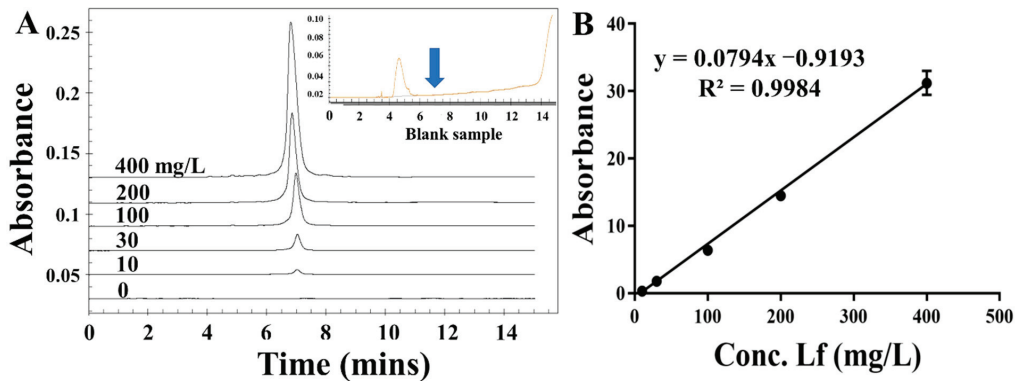 A
0.25
0.2
0.15
0.1
0.05
Absorbance
400 mg/L
200
100
30
10
0
0 2 4 6 8 10 12 14
Time (mins)
0.10
0.08
0.06
0.04
0.02
0 2 4 6 8 10 12 14
Blank sample
B
y = 0.0794x −0.9193
R² = 0.9984
40
30
20
10
0
Absorbance
0 100 200 300 400 500
Conc. Lf (mg/L)